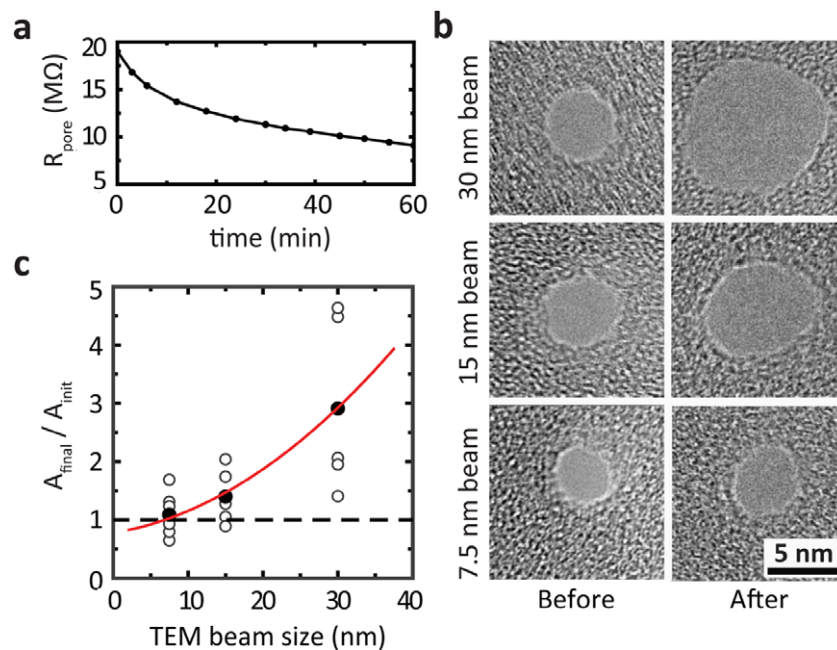 a
R_pore (MΩ)
20
15
10
5
0
20
40
60
time (min)
b
30 nm beam
15 nm beam
7.5 nm beam
5 nm
Before
After
c
A_final / A_init
5
4
3
2
1
0
0
10
20
30
40
TEM beam size (nm)